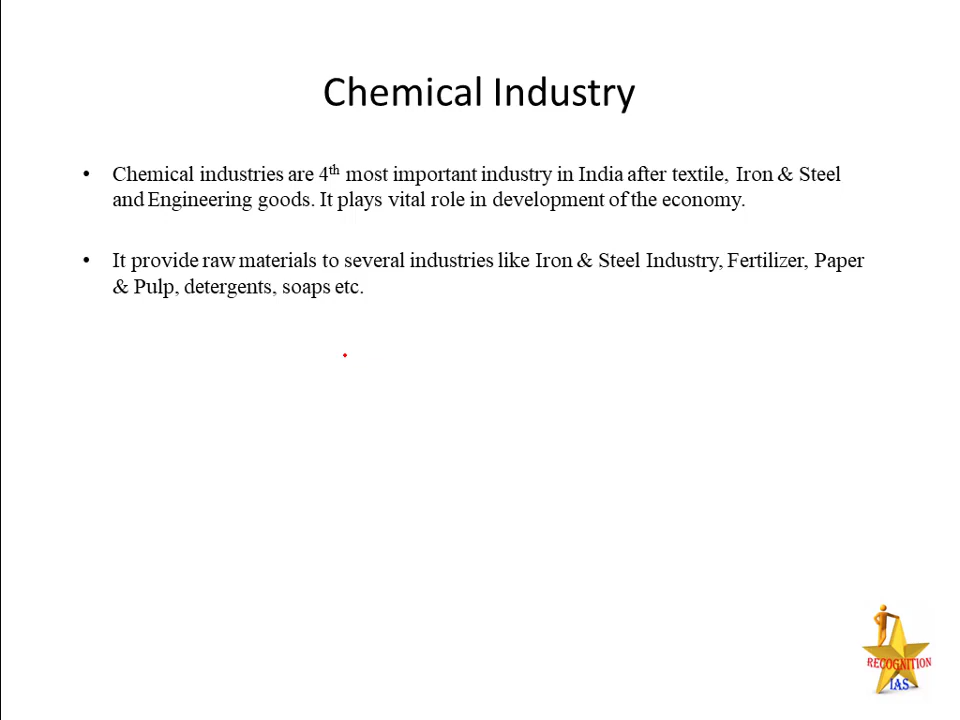 Chemical Industry
• Chemical industries are 4th most important industry in India after textile, Iron & Steel
and Engineering goods. It plays vital role in development of the economy.
• It provide raw materials to several industries like Iron & Steel Industry, Fertilizer, Paper
& Pulp, detergents, soaps etc.
RECOGNITION
IAS